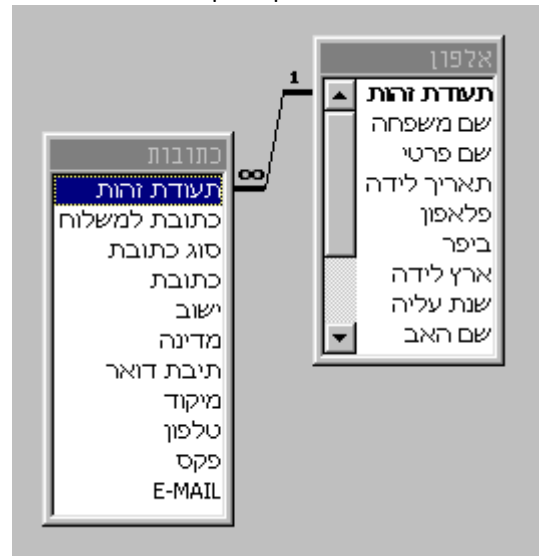 אלפון
תעודת זהות
שם משפחה
שם פרטי
תאריך לידה
פלאפון
ביפר
ארץ לידה
שנת עליה
שם האב
1
∞
כתובות
תעודת זהות
כתובת למשלוח
סוג כתובת
כתובת
ישוב
מדינה
תיבת דואר
מיקוד
טלפון
פקס
E-MAIL